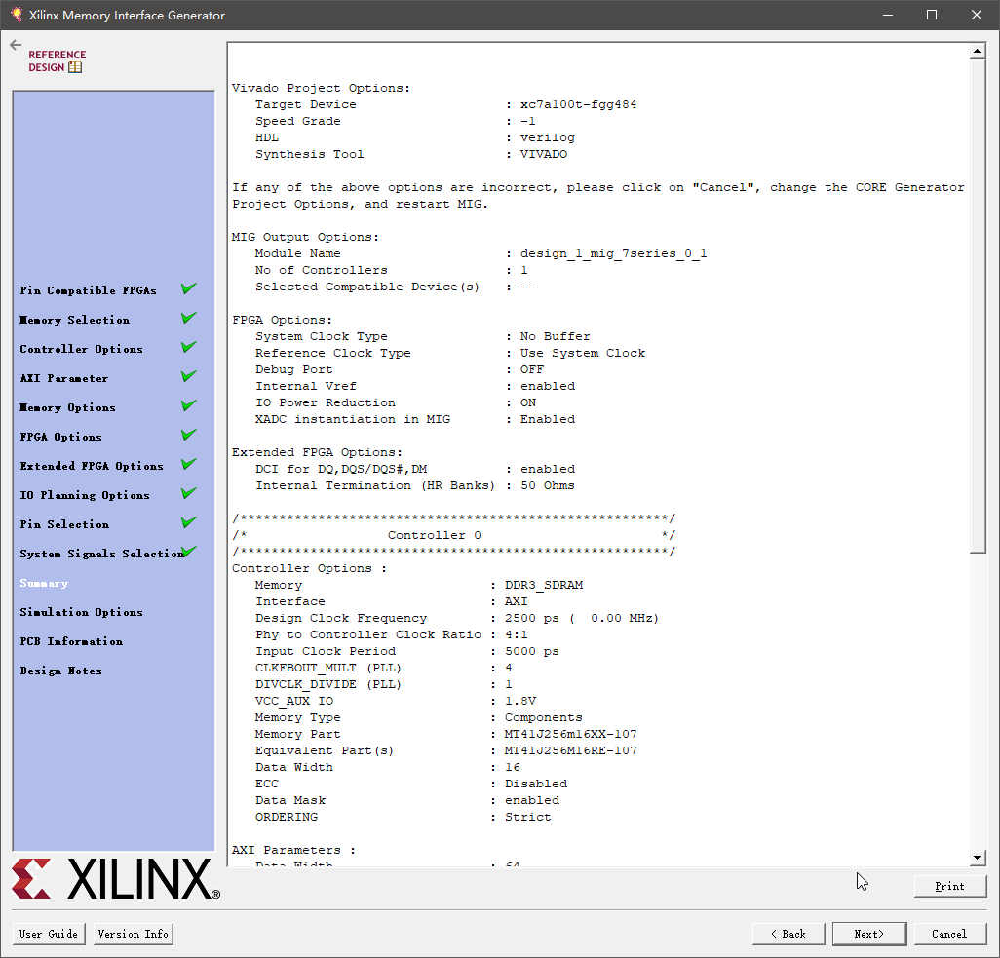 Xilinx Memory Interface Generator
REFERENCE
DESIGN
Pin Compatible FPGAs
Memory Selection
Controller Options
AXI Parameter
Memory Options
FPGA Options
Extended FPGA Options
IO Planning Options
Pin Selection
System Signals Selection
Summary
Simulation Options
PCB Information
Design Notes
Vivado Project Options:
Target Device : xc7a100t-fgg484
Speed Grade : -1
HDL : verilog
Synthesis Tool : VIVADO
If any of the above options are incorrect, please click on "Cancel", change the CORE Generator
Project Options, and restart MIG.
MIG Output Options:
Module Name : design_1_mig_7series_0_1
No of Controllers : 1
Selected Compatible Device(s) : --
FPGA Options:
System Clock Type : No Buffer
Reference Clock Type : Use System Clock
Debug Port : OFF
Internal Vref : enabled
IO Power Reduction : ON
XADC instantiation in MIG : Enabled
Extended FPGA Options:
DCI for DQ,DQS/DQS#,DM : enabled
Internal Termination (HR Banks) : 50 Ohms
/*******************************************************/
/* Controller 0 */
/*******************************************************/
Controller Options :
Memory : DDR3_SDRAM
Interface : AXI
Design Clock Frequency : 2500 ps ( 0.00 MHz)
Phy to Controller Clock Ratio : 4:1
Input Clock Period : 5000 ps
CLKFBOUT_MULT (PLL) : 4
DIVCLK_DIVIDE (PLL) : 1
VCC_AUX IO : 1.8V
Memory Type : Components
Memory Part : MT41J256m16XX-107
Equivalent Part(s) : MT41J256M16RE-107
Data Width : 16
ECC : Disabled
Data Mask : enabled
ORDERING : Strict
AXI Parameters :
Data Width : 64
XILINX®
Print
User Guide
Version Info
< Back
Next>
Cancel